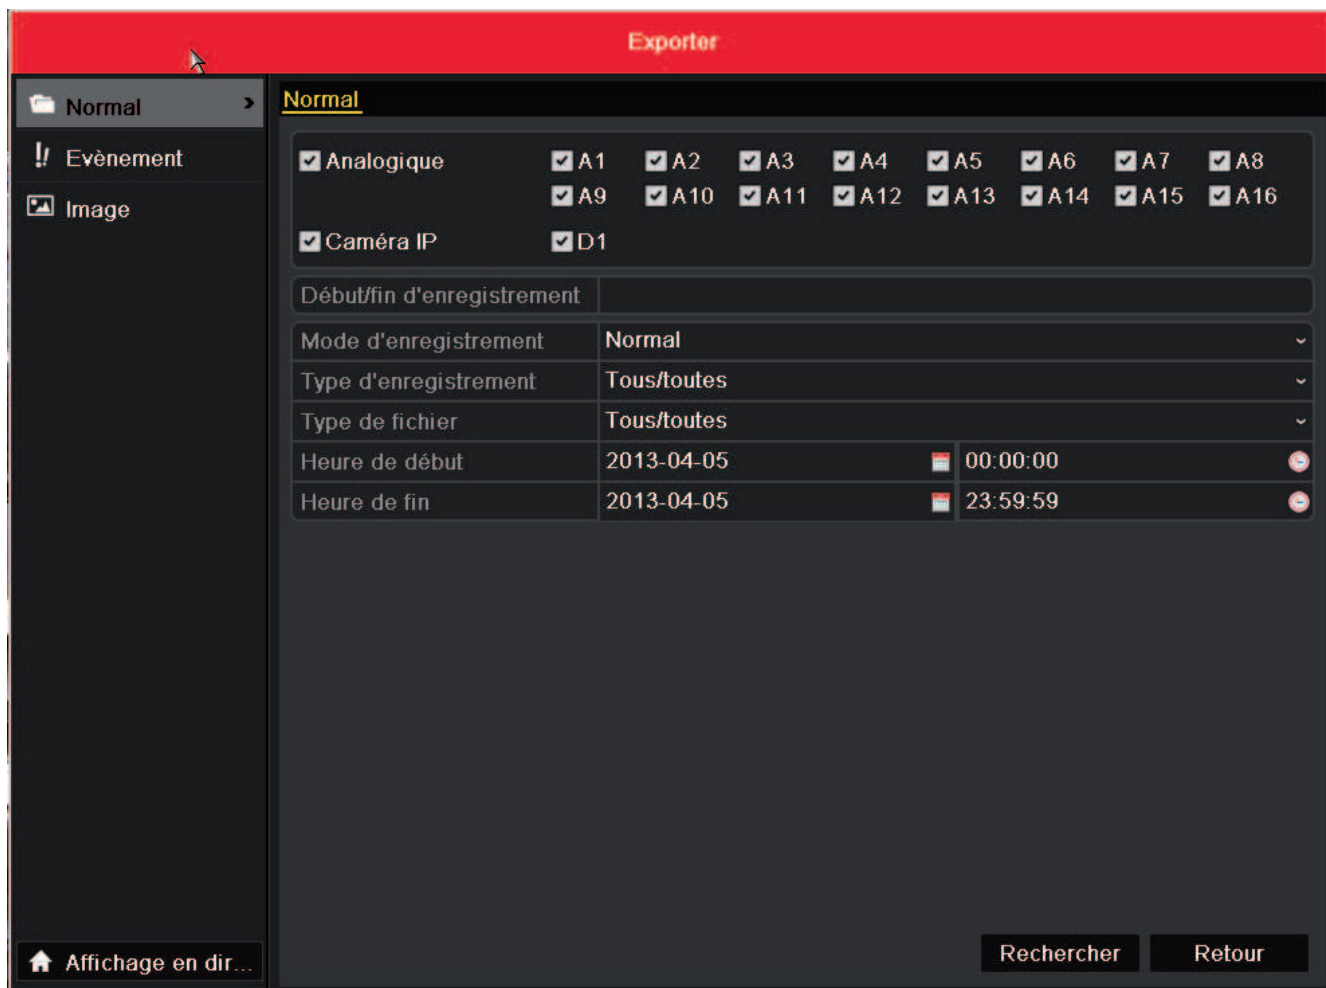 Exporter
Normal
Evènement
Image
Affichage en dir...
Normal
Analogique A1 A2 A3 A4 A5 A6 A7 A8
A9 A10 A11 A12 A13 A14 A15 A16
Caméra IP D1
Début/fin d'enregistrement
Mode d'enregistrement Normal
Type d'enregistrement Tous/toutes
Type de fichier Tous/toutes
Heure de début 2013-04-05 00:00:00
Heure de fin 2013-04-05 23:59:59
Rechercher Retour